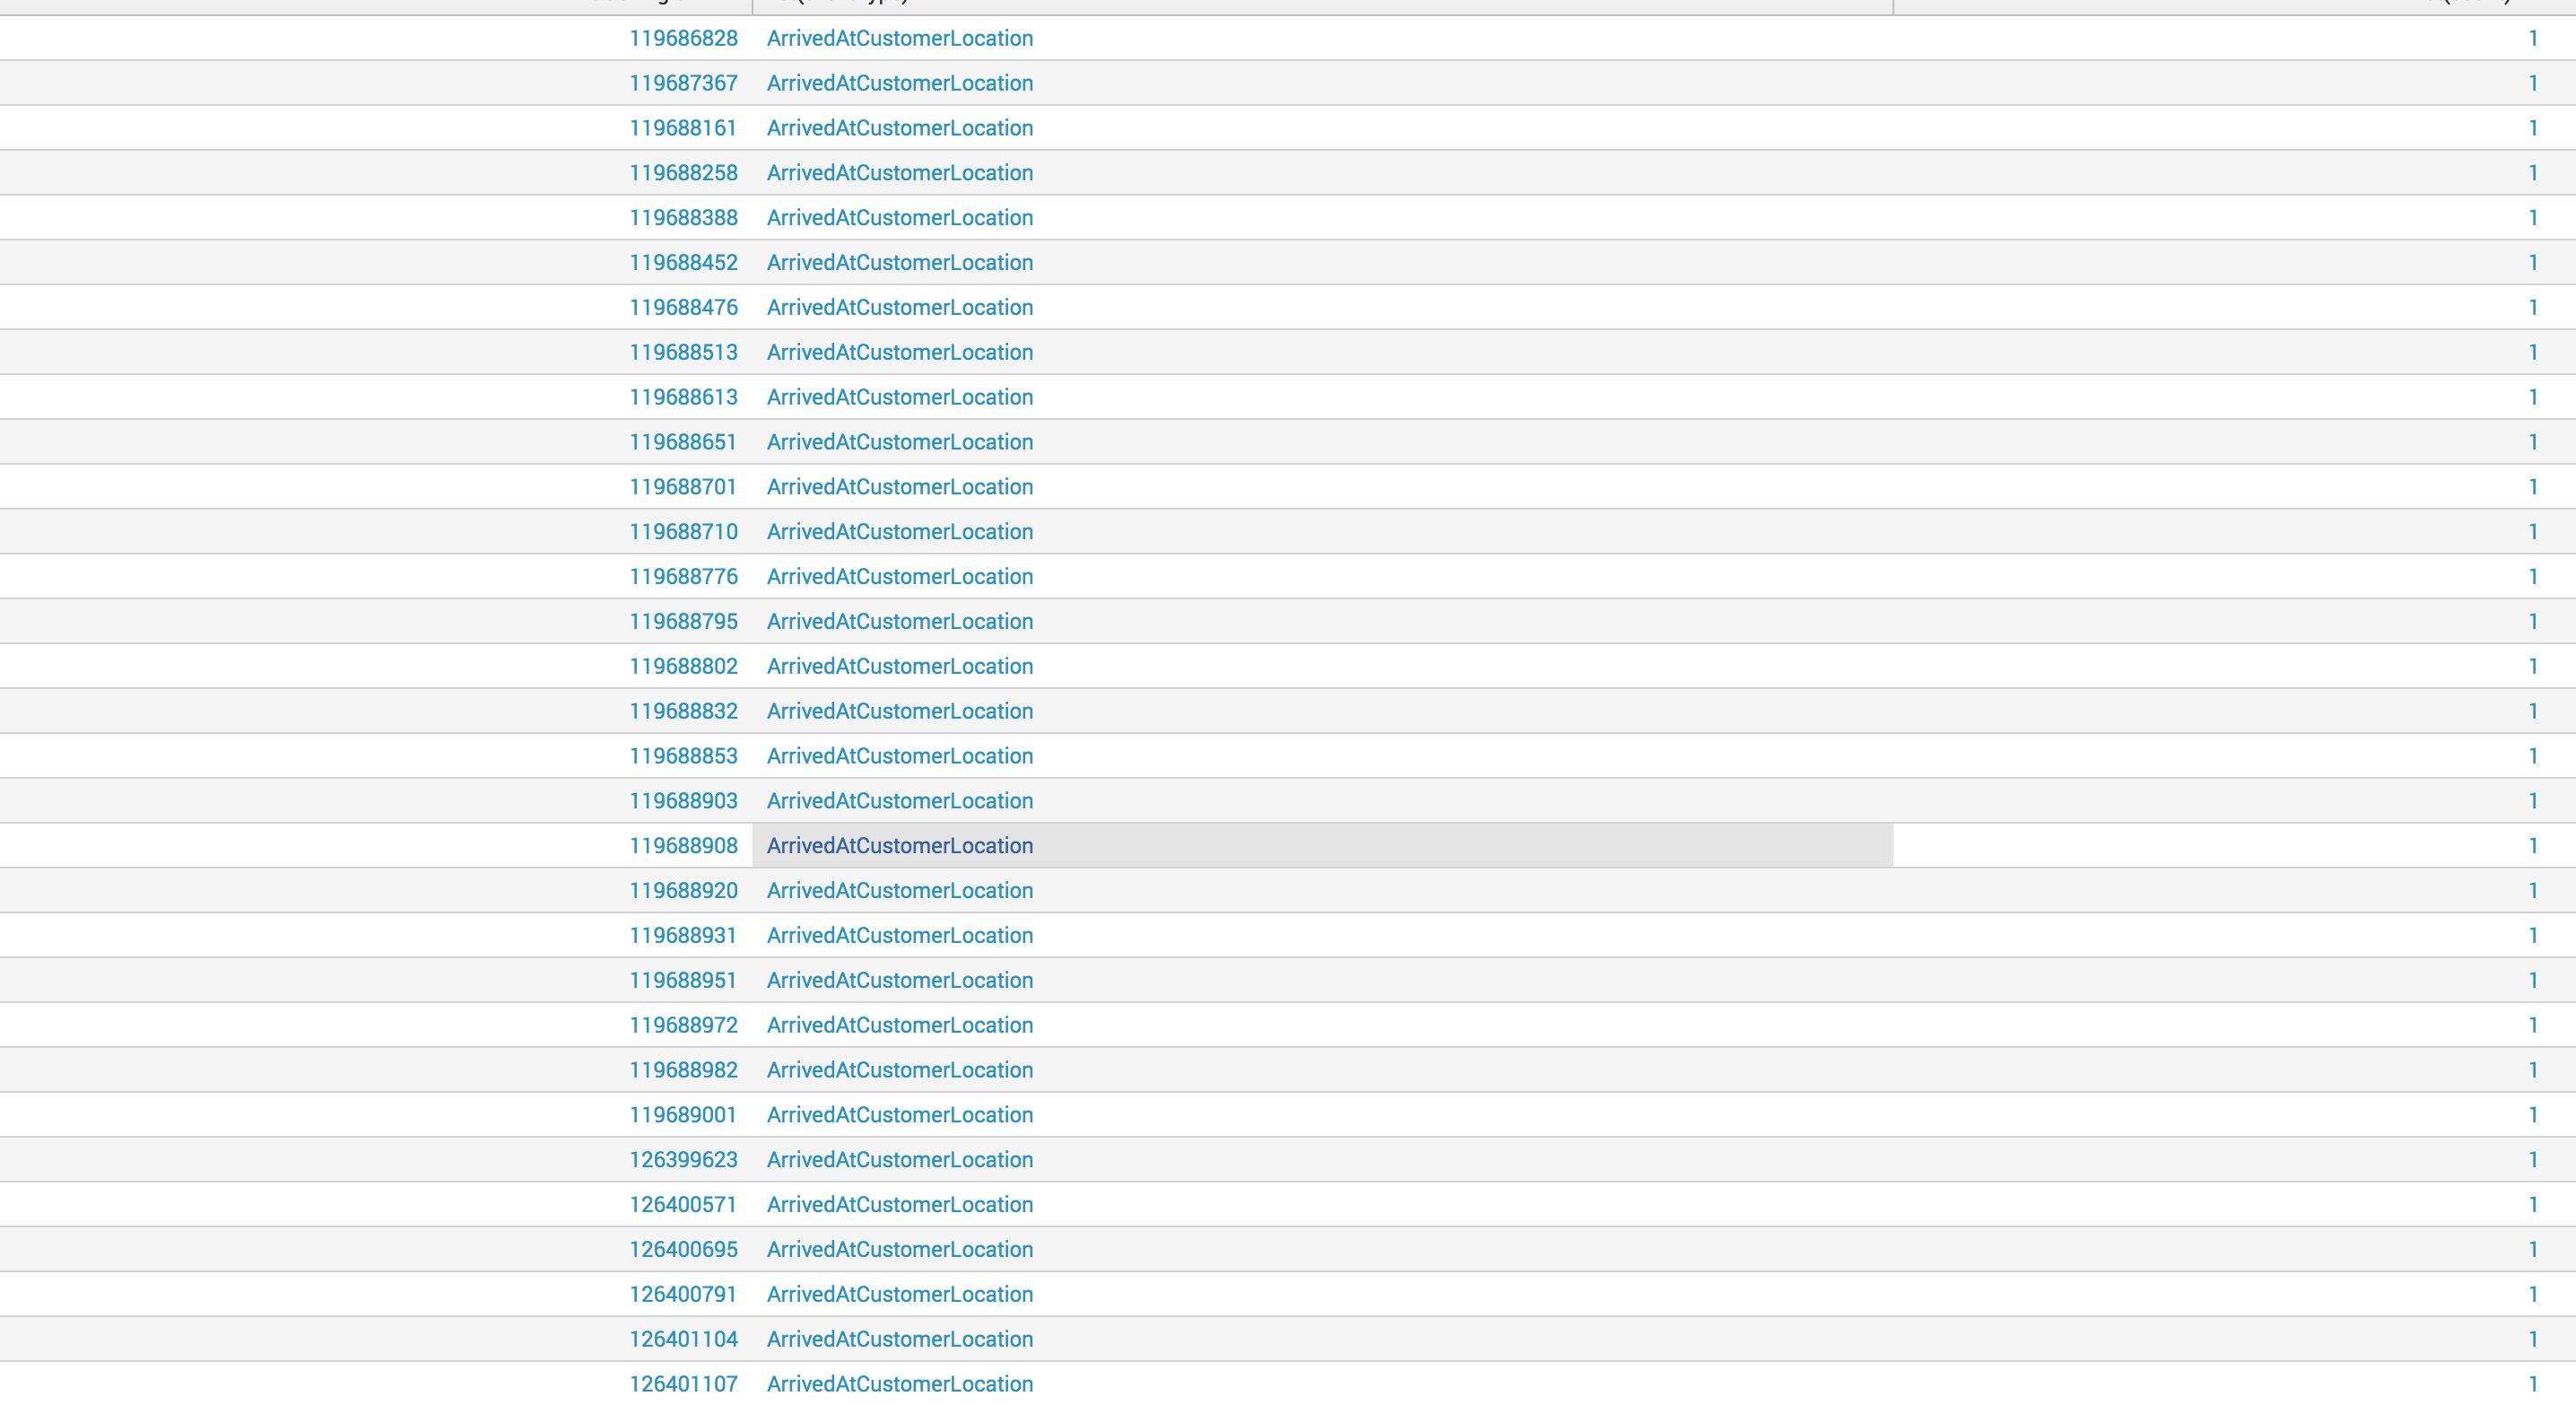 119686828 ArrivedAtCustomerLocation 1
119687367 ArrivedAtCustomerLocation 1
119688161 ArrivedAtCustomerLocation 1
119688258 ArrivedAtCustomerLocation 1
119688388 ArrivedAtCustomerLocation 1
119688452 ArrivedAtCustomerLocation 1
119688476 ArrivedAtCustomerLocation 1
119688513 ArrivedAtCustomerLocation 1
119688613 ArrivedAtCustomerLocation 1
119688651 ArrivedAtCustomerLocation 1
119688701 ArrivedAtCustomerLocation 1
119688710 ArrivedAtCustomerLocation 1
119688776 ArrivedAtCustomerLocation 1
119688795 ArrivedAtCustomerLocation 1
119688802 ArrivedAtCustomerLocation 1
119688832 ArrivedAtCustomerLocation 1
119688853 ArrivedAtCustomerLocation 1
119688903 ArrivedAtCustomerLocation 1
119688908 ArrivedAtCustomerLocation 1
119688920 ArrivedAtCustomerLocation 1
119688931 ArrivedAtCustomerLocation 1
119688951 ArrivedAtCustomerLocation 1
119688972 ArrivedAtCustomerLocation 1
119688982 ArrivedAtCustomerLocation 1
119689001 ArrivedAtCustomerLocation 1
126399623 ArrivedAtCustomerLocation 1
126400571 ArrivedAtCustomerLocation 1
126400695 ArrivedAtCustomerLocation 1
126400791 ArrivedAtCustomerLocation 1
126401104 ArrivedAtCustomerLocation 1
126401107 ArrivedAtCustomerLocation 1